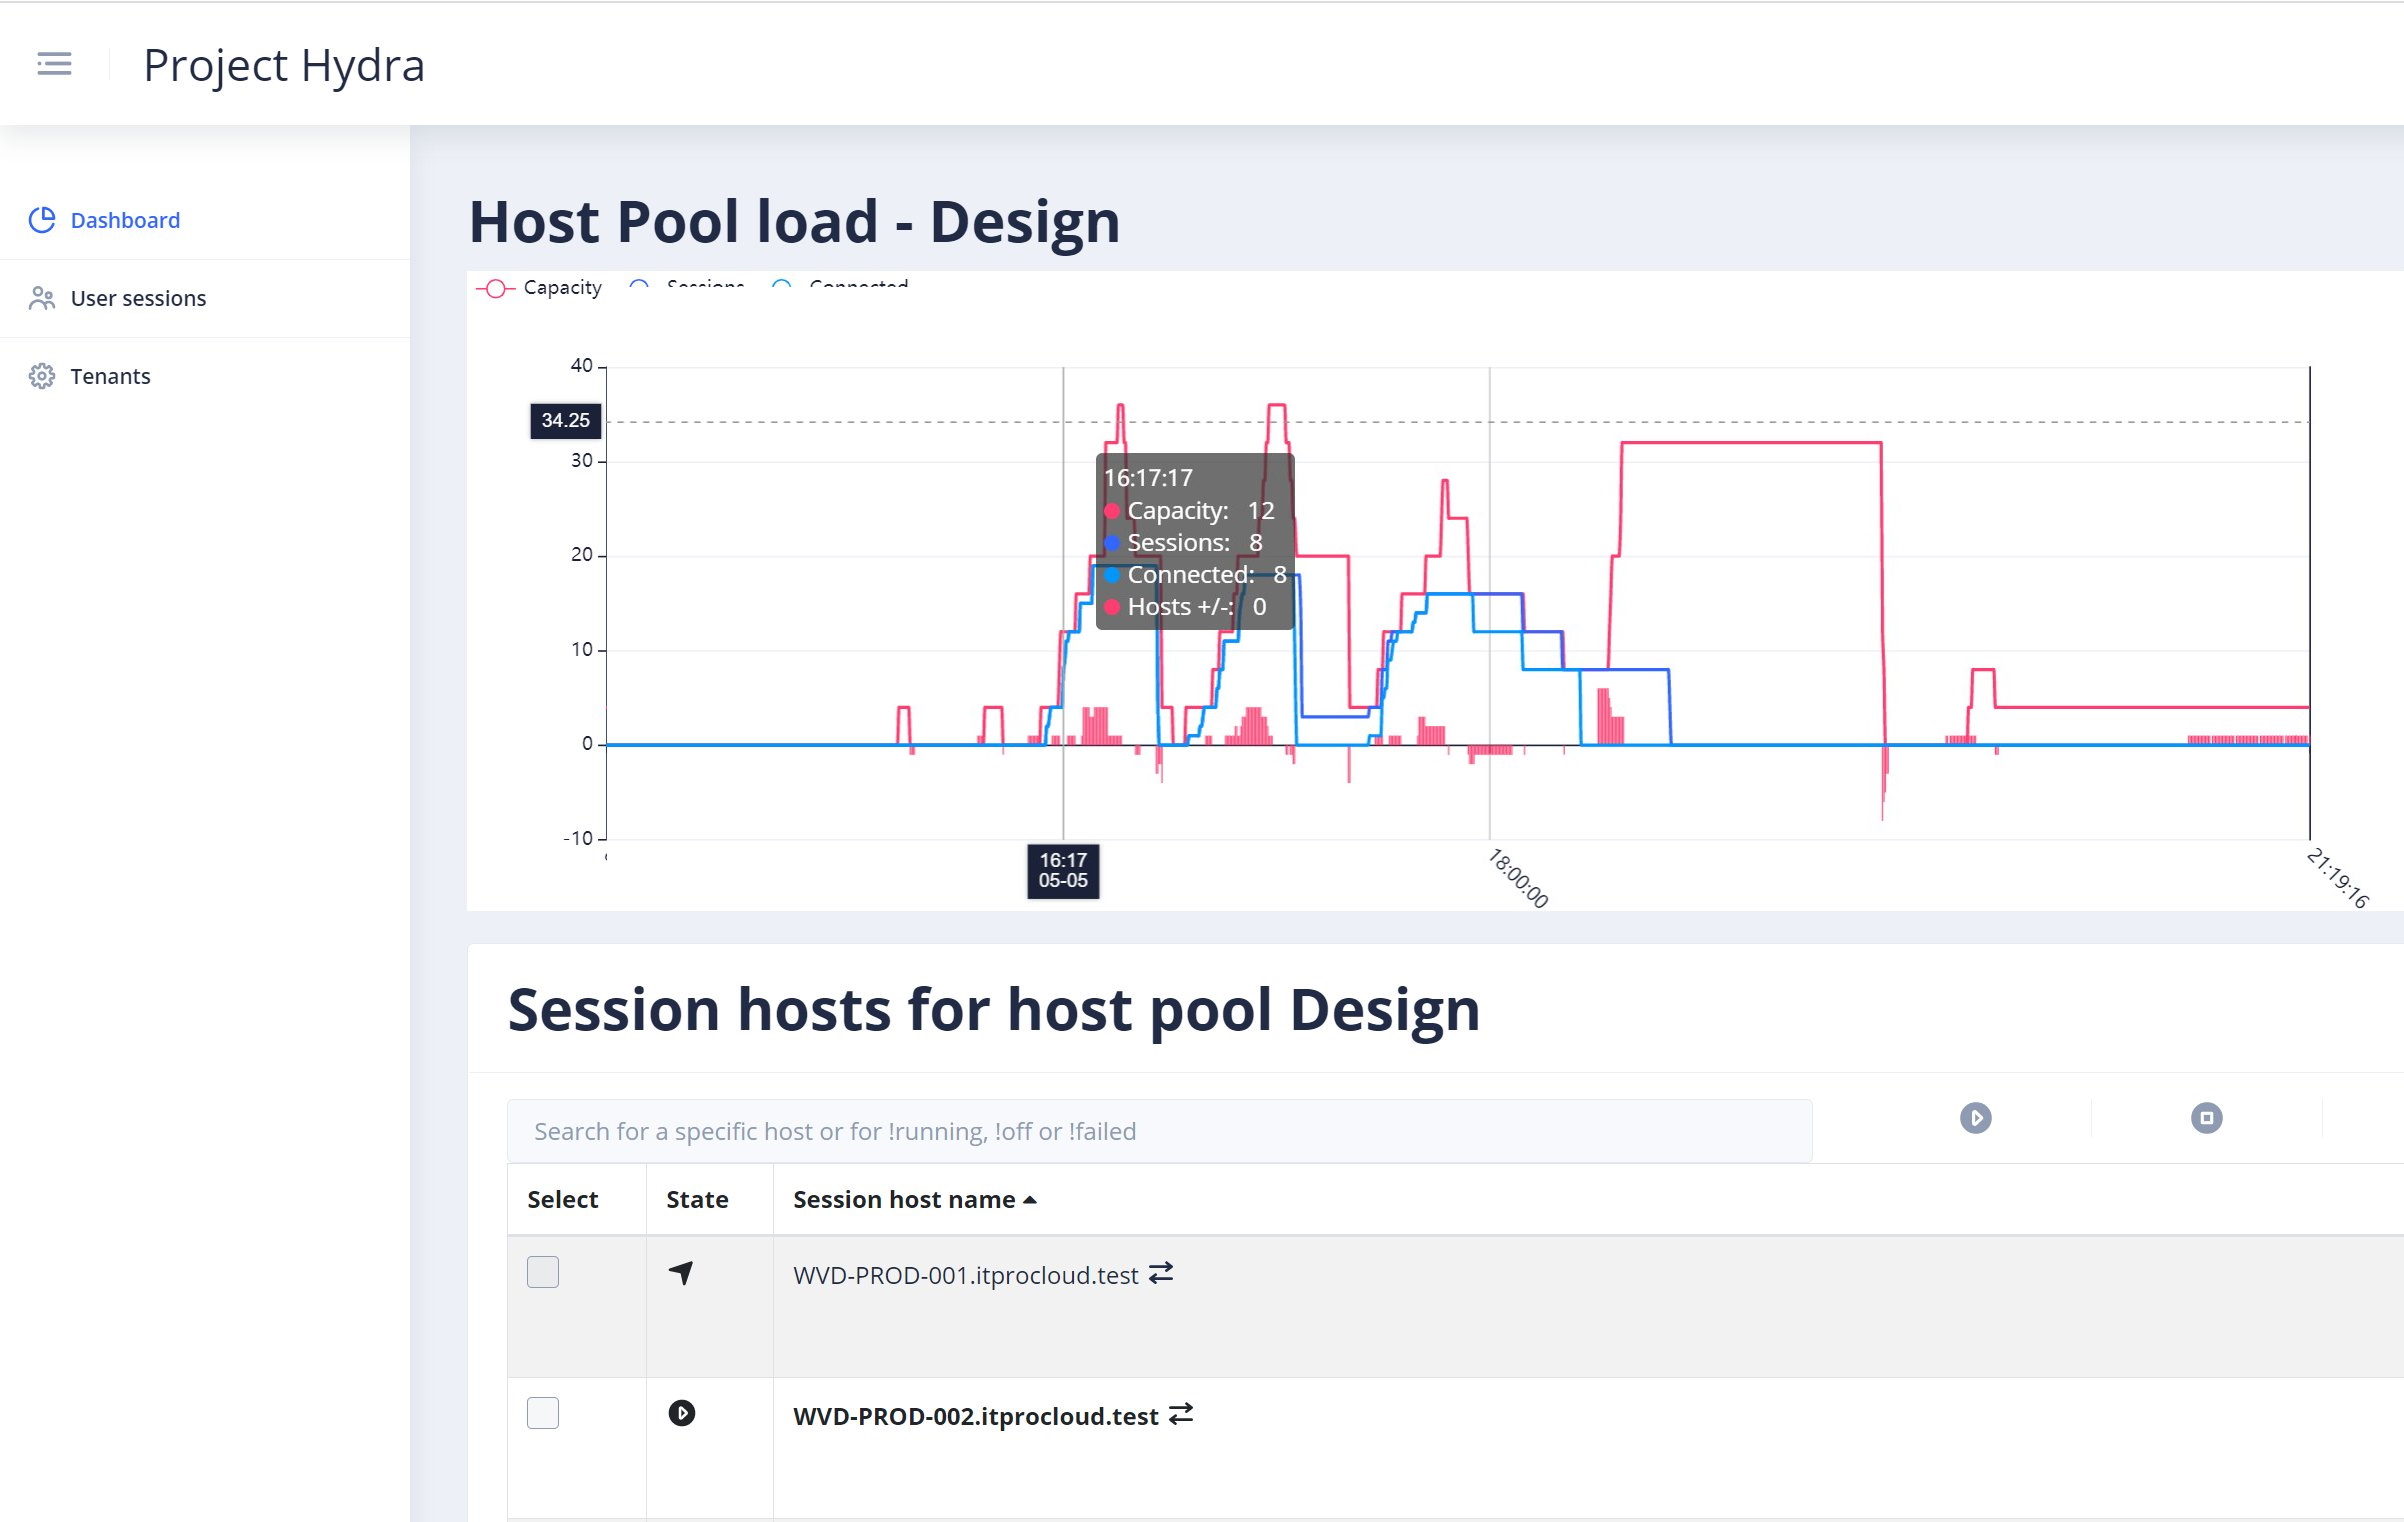 Project Hydra
Dashboard
User sessions
Tenants
Host Pool load - Design
Capacity Sessions Connected
40
34.25
30
20
10
0
-10
16:17:17
Capacity: 12
Sessions: 8
Connected: 8
Hosts +/-: 0
16:17
05-05
18:00:00
21:19:16
Session hosts for host pool Design
Search for a specific host or for !running, !off or !failed
Select State Session host name
WVD-PROD-001.itprocloud.test
WVD-PROD-002.itprocloud.test